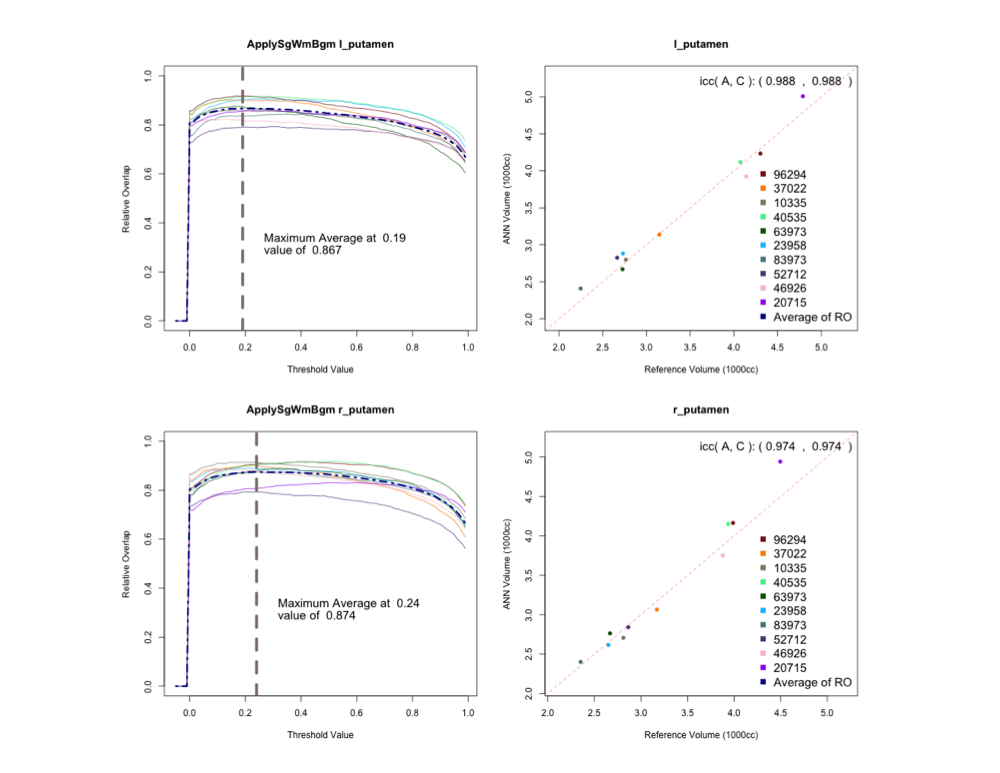 ApplySgWmBgm l_putamen
1.0
0.8
0.6
0.4
0.2
0.0
Relative Overlap
Maximum Average at 0.19
value of 0.867
0.0 0.2 0.4 0.6 0.8 1.0
Threshold Value
l_putamen
icc( A, C ): ( 0.988 , 0.988 )
5.0
4.5
4.0
3.5
3.0
2.5
2.0
ANN Volume (1000cc)
96294
37022
10335
40535
63973
23958
83973
52712
46926
20715
Average of RO
2.0 2.5 3.0 3.5 4.0 4.5 5.0
Reference Volume (1000cc)
ApplySgWmBgm r_putamen
1.0
0.8
0.6
0.4
0.2
0.0
Relative Overlap
Maximum Average at 0.24
value of 0.874
0.0 0.2 0.4 0.6 0.8 1.0
Threshold Value
r_putamen
icc( A, C ): ( 0.974 , 0.974 )
5.0
4.5
4.0
3.5
3.0
2.5
2.0
ANN Volume (1000cc)
96294
37022
10335
40535
63973
23958
83973
52712
46926
20715
Average of RO
2.0 2.5 3.0 3.5 4.0 4.5 5.0
Reference Volume (1000cc)